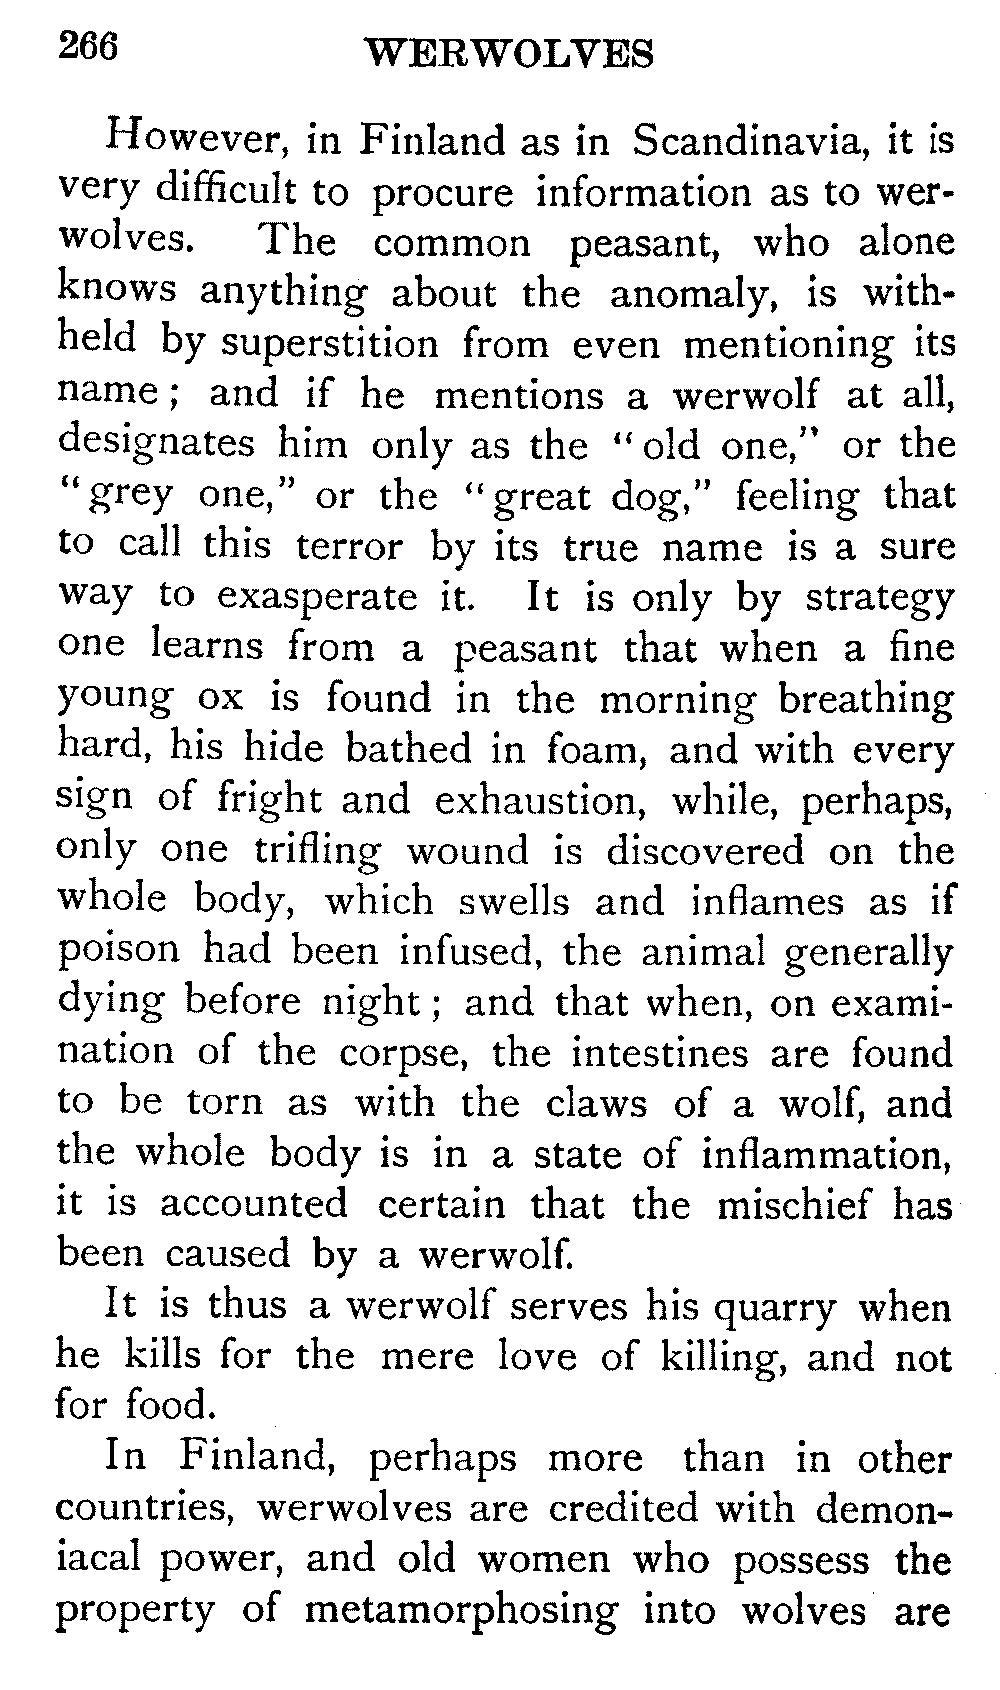 266 WERWOLVES
However, in Finland as in Scandinavia, it is
very difficult to procure information as to wer-
wolves. The common peasant, who alone
knows anything about the anomaly, is with-
held by superstition from even mentioning its
name ; and if he mentions a werwolf at all,
designates him only as the “old one,” or the
“grey one,” or the “great dog,” feeling that
to call this terror by its true name is a sure
way to exasperate it. It is only by strategy
one learns from a peasant that when a fine
young ox is found in the morning breathing
hard, his hide bathed in foam, and with every
sign of fright and exhaustion, while, perhaps,
only one trifling wound is discovered on the
whole body, which swells and inflames as if
poison had been infused, the animal generally
dying before night ; and that when, on exami-
nation of the corpse, the intestines are found
to be torn as with the claws of a wolf, and
the whole body is in a state of inflammation,
it is accounted certain that the mischief has
been caused by a werwolf.
It is thus a werwolf serves his quarry when
he kills for the mere love of killing, and not
for food.
In Finland, perhaps more than in other
countries, werwolves are credited with demon-
iacal power, and old women who possess the
property of metamorphosing into wolves are